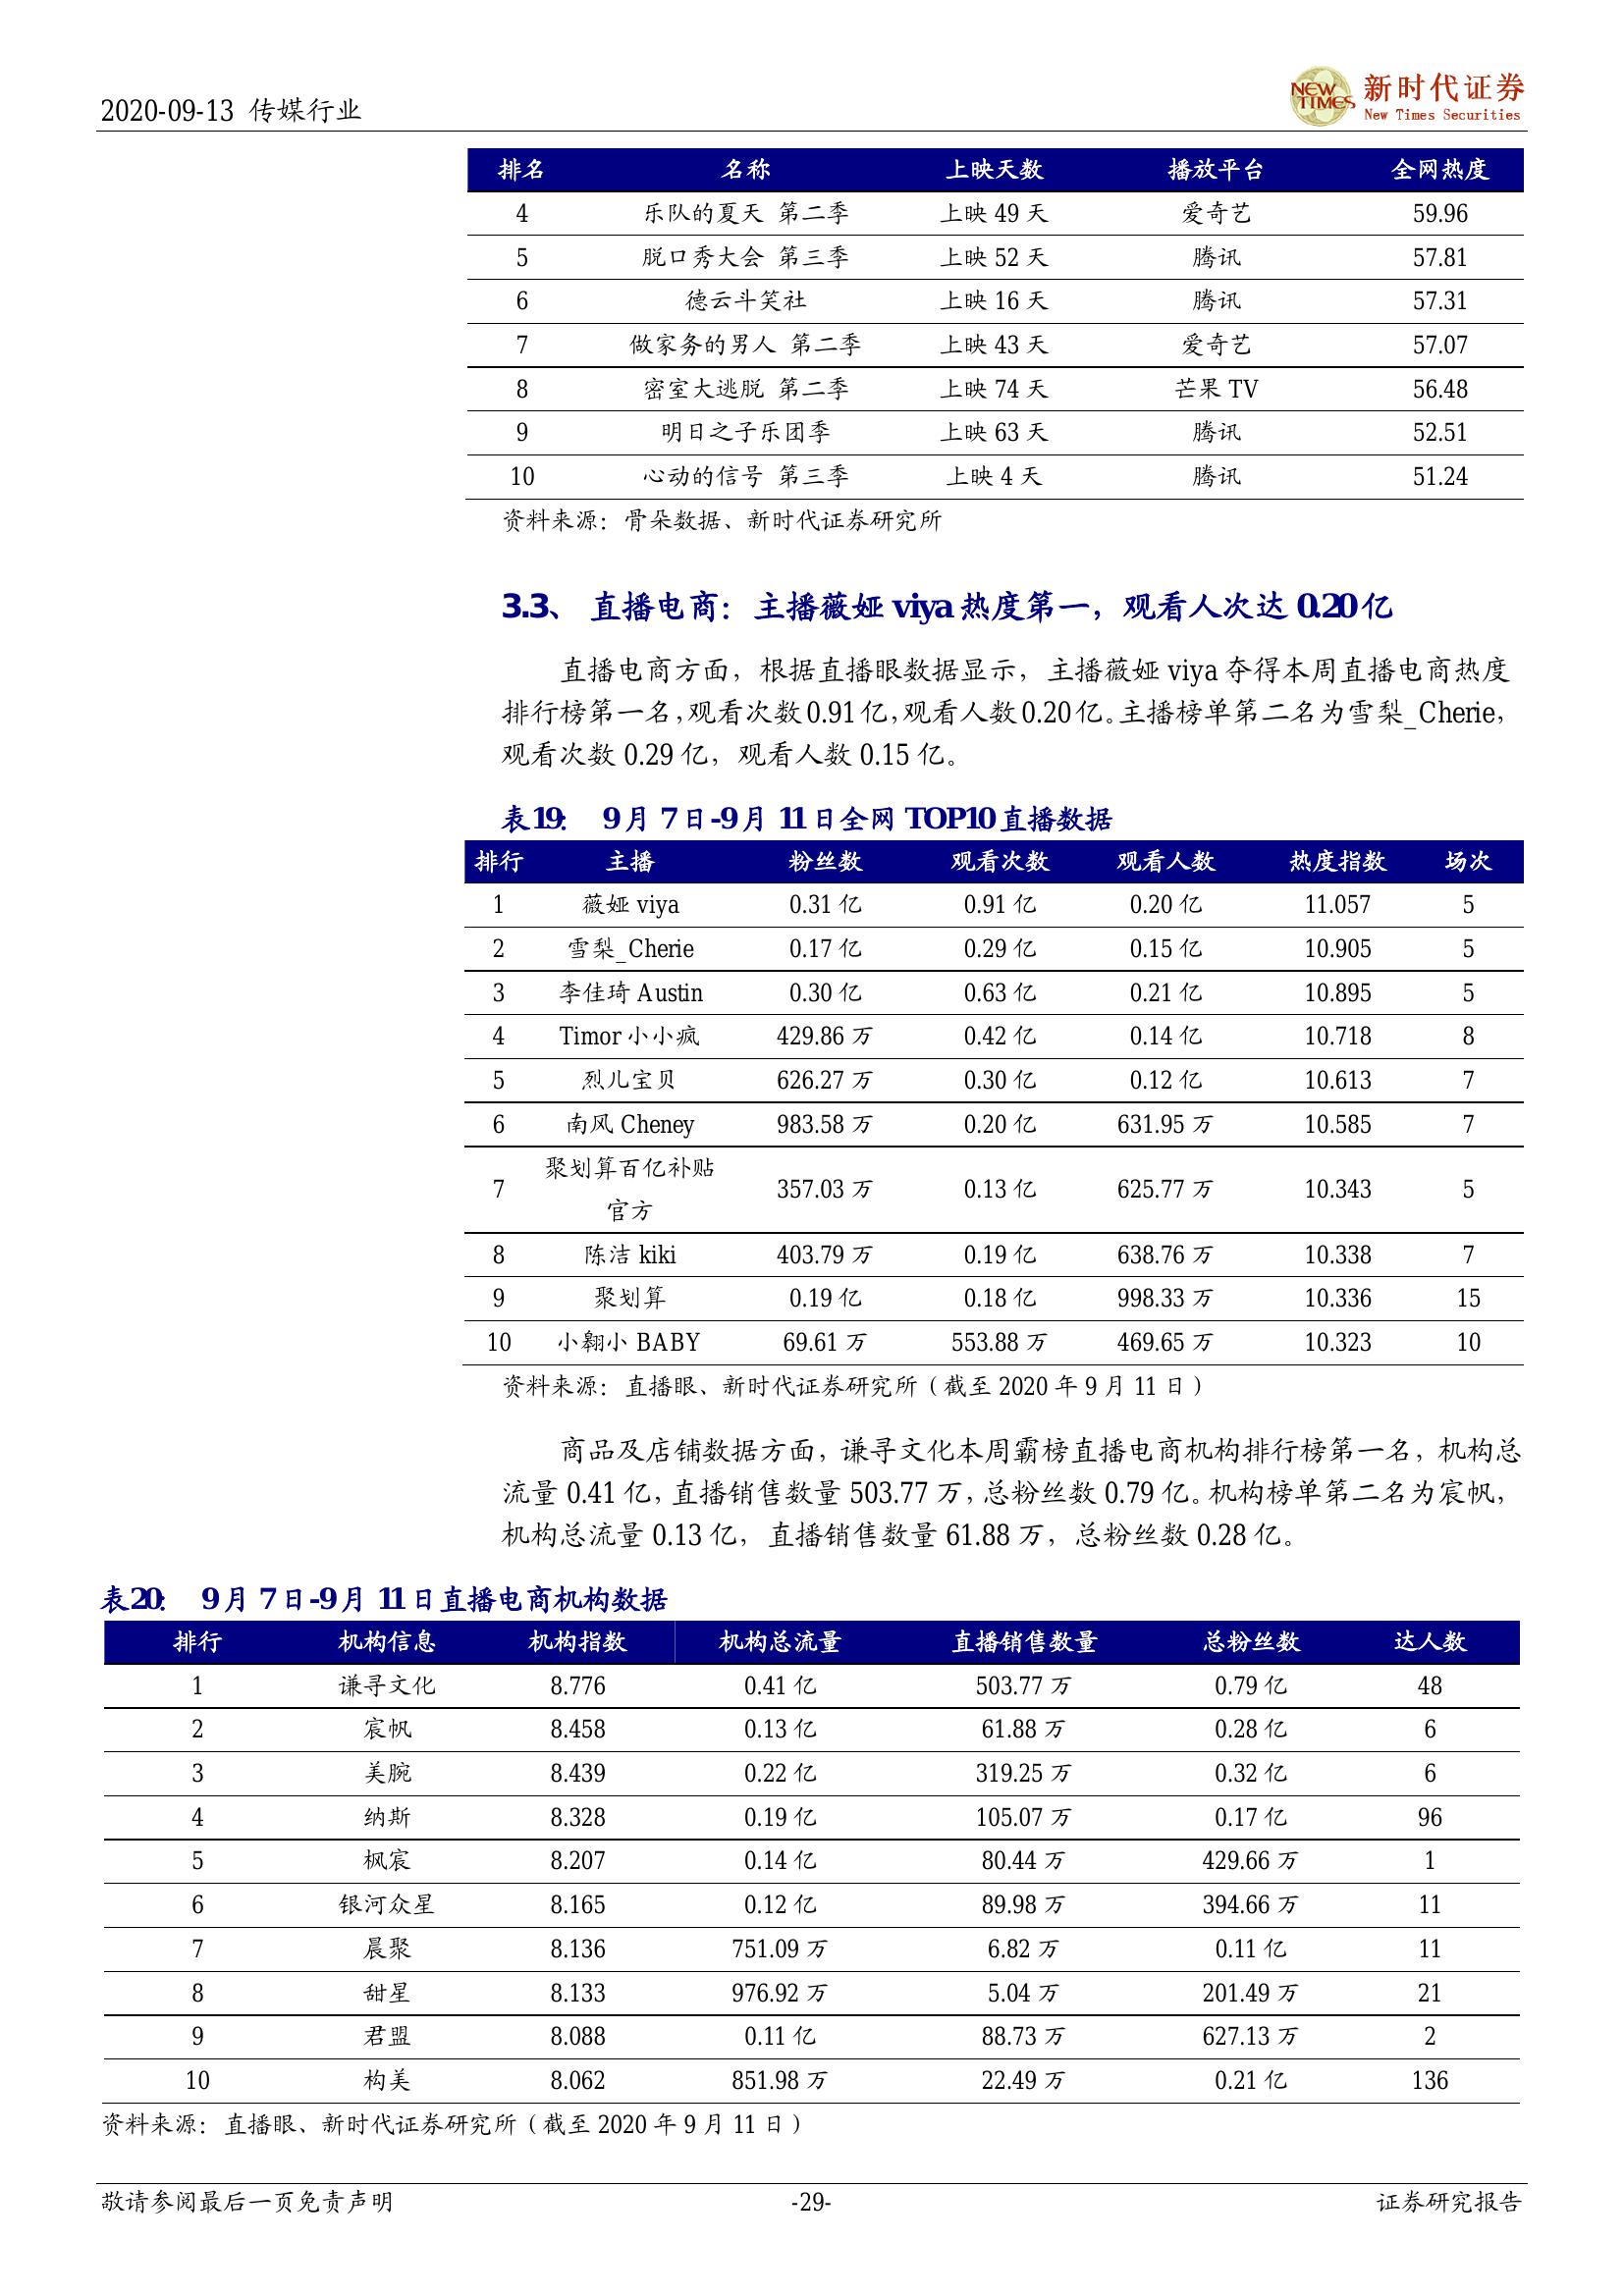 2020-09-13 传媒行业
NEW TIMES 新时代证券
New Times Securities
排名 名称 上映天数 播放平台 全网热度
4 乐队的夏天 第二季 上映 49 天 爱奇艺 59.96
5 脱口秀大会 第三季 上映 52 天 腾讯 57.81
6 德云斗笑社 上映 16 天 腾讯 57.31
7 做家务的男人 第二季 上映 43 天 爱奇艺 57.07
8 密室大逃脱 第二季 上映 74 天 芒果 TV 56.48
9 明日之子乐团季 上映 63 天 腾讯 52.51
10 心动的信号 第三季 上映 4 天 腾讯 51.24
资料来源：骨朵数据、新时代证券研究所
3.3、 直播电商：主播薇娅 viya 热度第一，观看人次达 0.20 亿
直播电商方面，根据直播眼数据显示，主播薇娅 viya 夺得本周直播电商热度
排行榜第一名，观看次数 0.91 亿，观看人数 0.20 亿。主播榜单第二名为雪梨_Cherie，
观看次数 0.29 亿，观看人数 0.15 亿。
表19： 9 月 7 日-9 月 11 日全网 TOP10 直播数据
排行 主播 粉丝数 观看次数 观看人数 热度指数 场次
1 薇娅 viya 0.31 亿 0.91 亿 0.20 亿 11.057 5
2 雪梨_Cherie 0.17 亿 0.29 亿 0.15 亿 10.905 5
3 李佳琦 Austin 0.30 亿 0.63 亿 0.21 亿 10.895 5
4 Timor 小小疯 429.86 万 0.42 亿 0.14 亿 10.718 8
5 烈儿宝贝 626.27 万 0.30 亿 0.12 亿 10.613 7
6 南风 Cheney 983.58 万 0.20 亿 631.95 万 10.585 7
7 聚划算百亿补贴 357.03 万 0.13 亿 625.77 万 10.343 5
官方
8 陈洁 kiki 403.79 万 0.19 亿 638.76 万 10.338 7
9 聚划算 0.19 亿 0.18 亿 998.33 万 10.336 15
10 小翱小 BABY 69.61 万 553.88 万 469.65 万 10.323 10
资料来源：直播眼、新时代证券研究所（截至 2020 年 9 月 11 日）
商品及店铺数据方面，谦寻文化本周霸榜直播电商机构排行榜第一名，机构总
流量 0.41 亿，直播销售数量 503.77 万，总粉丝数 0.79 亿。机构榜单第二名为宸帆，
机构总流量 0.13 亿，直播销售数量 61.88 万，总粉丝数 0.28 亿。
表20： 9 月 7 日-9 月 11 日直播电商机构数据
排行 机构信息 机构指数 机构总流量 直播销售数量 总粉丝数 达人数
1 谦寻文化 8.776 0.41 亿 503.77 万 0.79 亿 48
2 宸帆 8.458 0.13 亿 61.88 万 0.28 亿 6
3 美腕 8.439 0.22 亿 319.25 万 0.32 亿 6
4 纳斯 8.328 0.19 亿 105.07 万 0.17 亿 96
5 枫宸 8.207 0.14 亿 80.44 万 429.66 万 1
6 银河众星 8.165 0.12 亿 89.98 万 394.66 万 11
7 晨聚 8.136 751.09 万 6.82 万 0.11 亿 11
8 甜星 8.133 976.92 万 5.04 万 201.49 万 21
9 君盟 8.088 0.11 亿 88.73 万 627.13 万 2
10 构美 8.062 851.98 万 22.49 万 0.21 亿 136
资料来源：直播眼、新时代证券研究所（截至 2020 年 9 月 11 日）
敬请参阅最后一页免责声明 -29- 证券研究报告